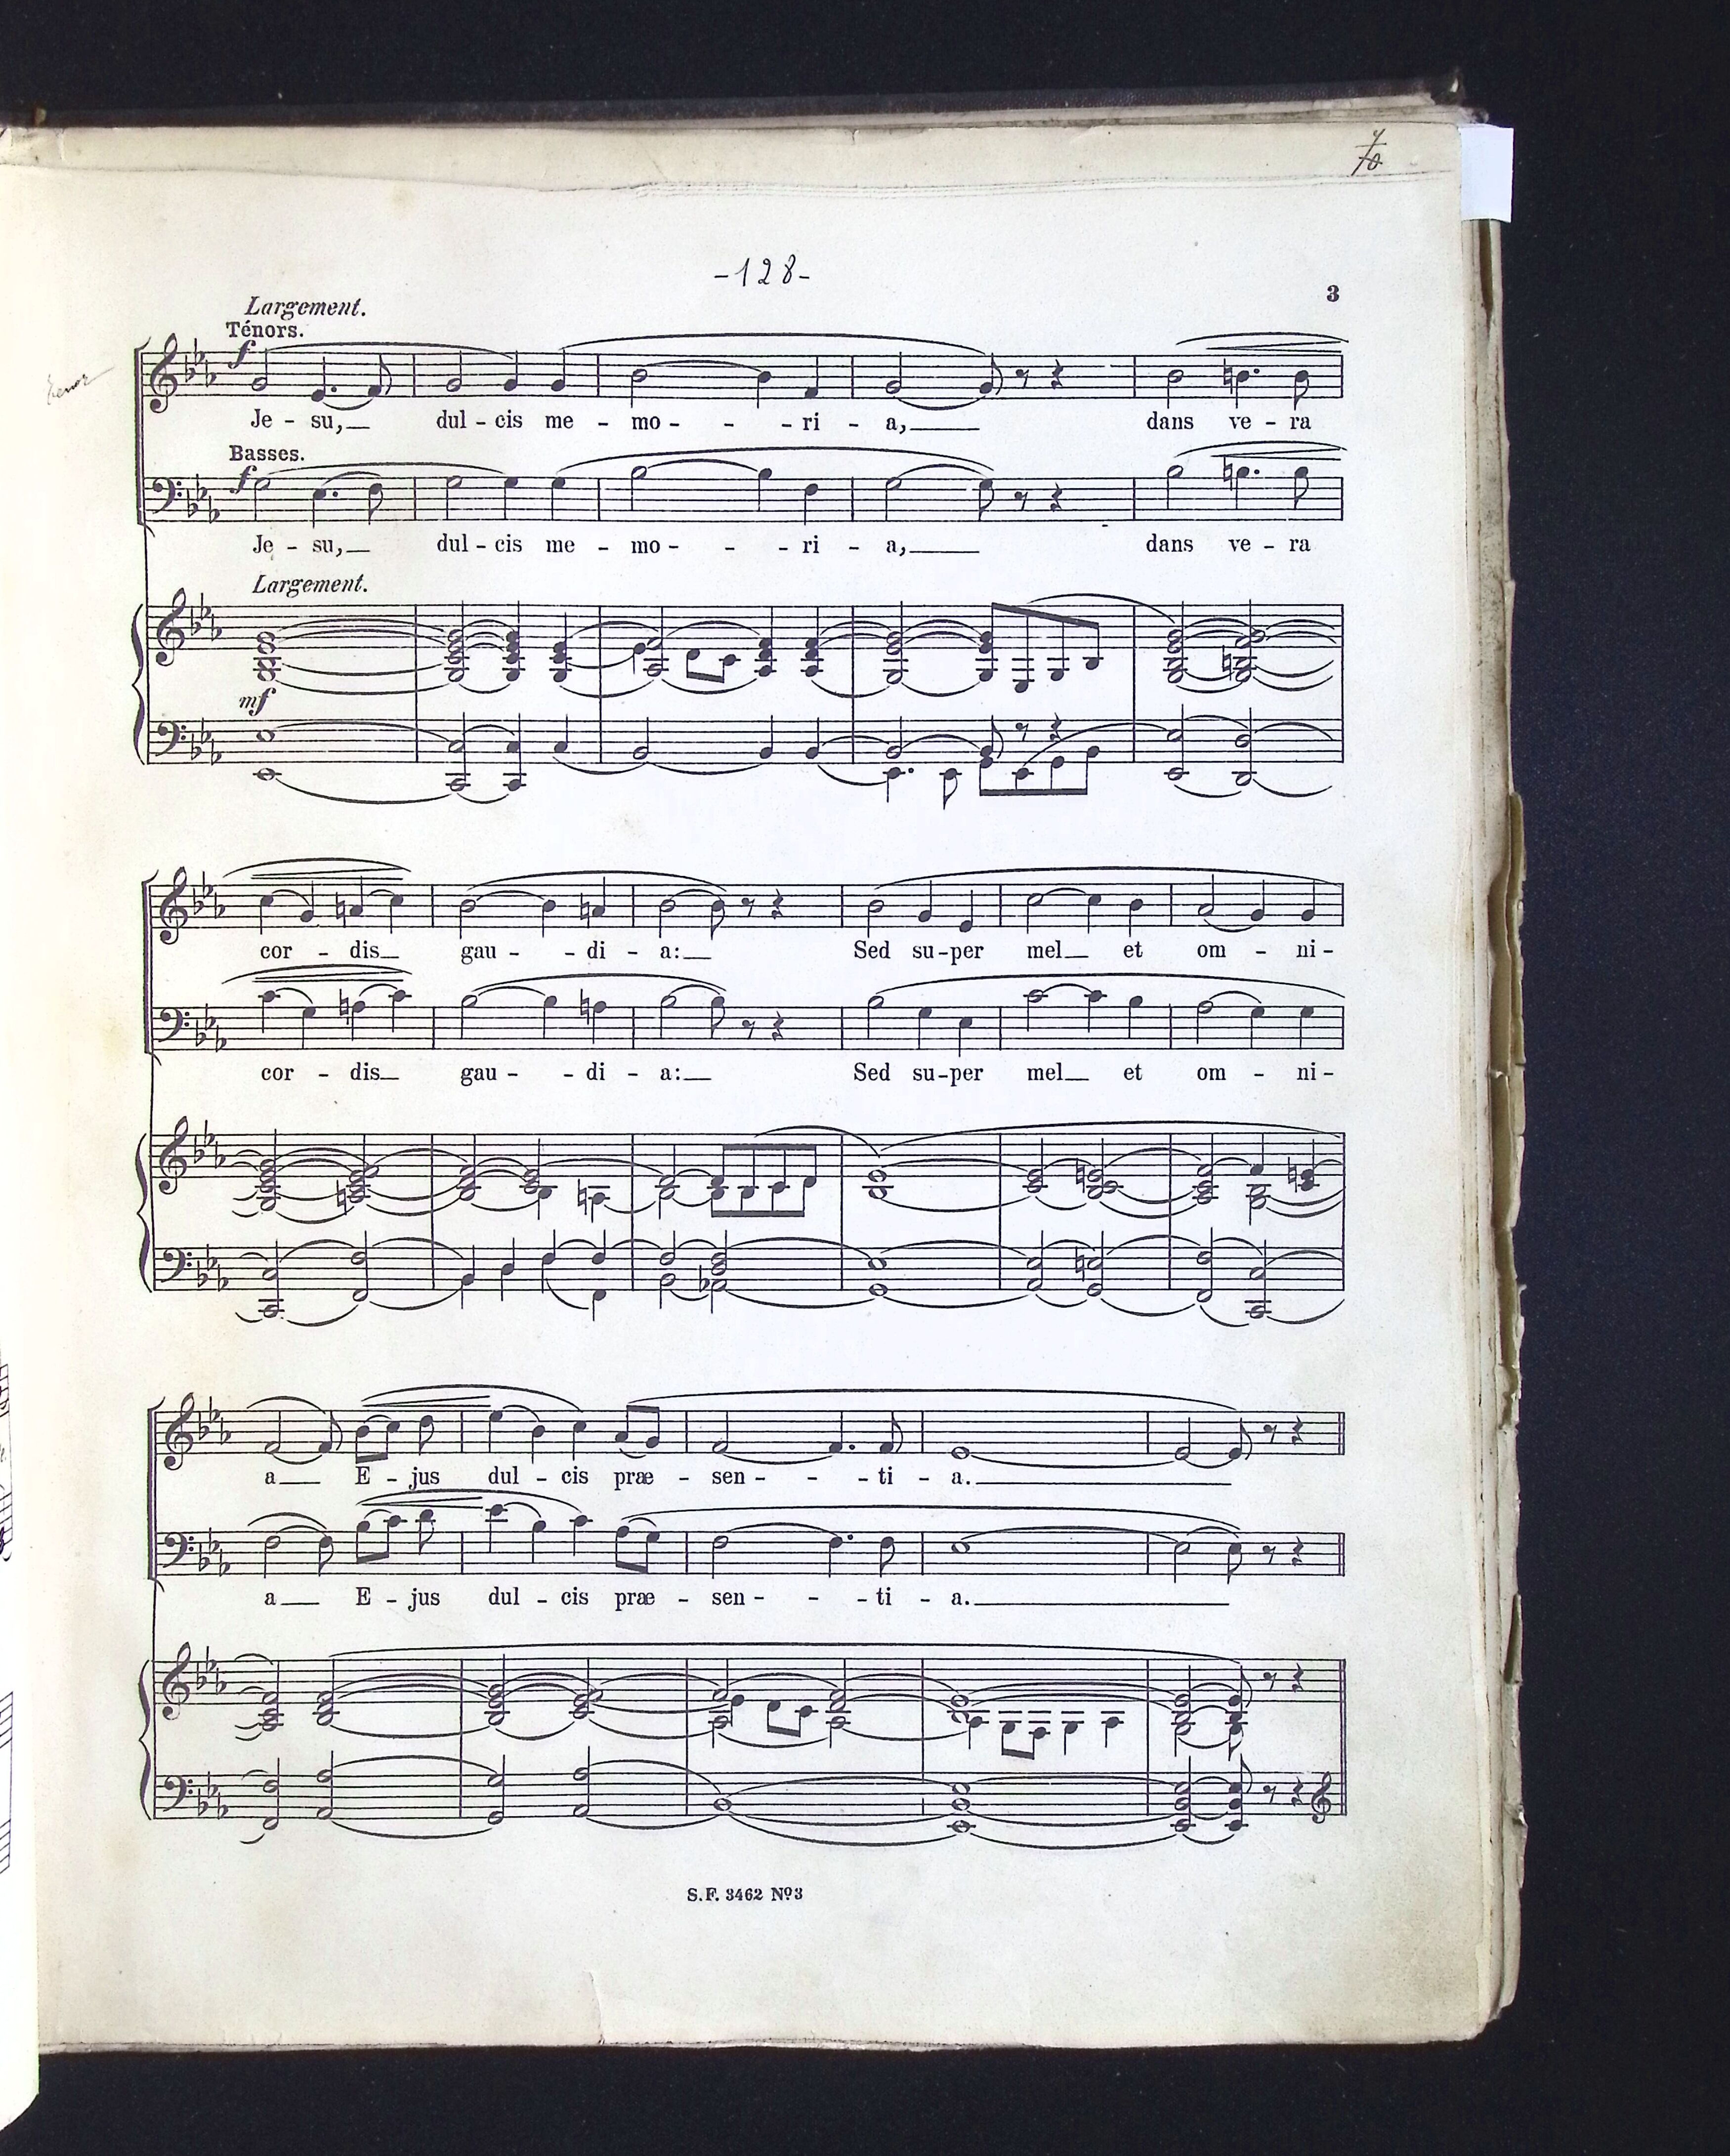 -128-
3
Largement.
Ténors.
f
Je - su, dul - cis me - mo - - - ri - a, dans ve - ra
Basses.
f
Je - su, dul - cis me - mo - - - ri - a, dans ve - ra
Largement.
mf
cor - dis gau - - di - a: Sed su-per mel et om - ni-
cor - dis gau - - di - a: Sed su-per mel et om - ni-
a E - jus dul - cis præ - sen - - - ti - a.
a E - jus dul - cis præ - sen - - - ti - a.
S.F. 3462 Nº3